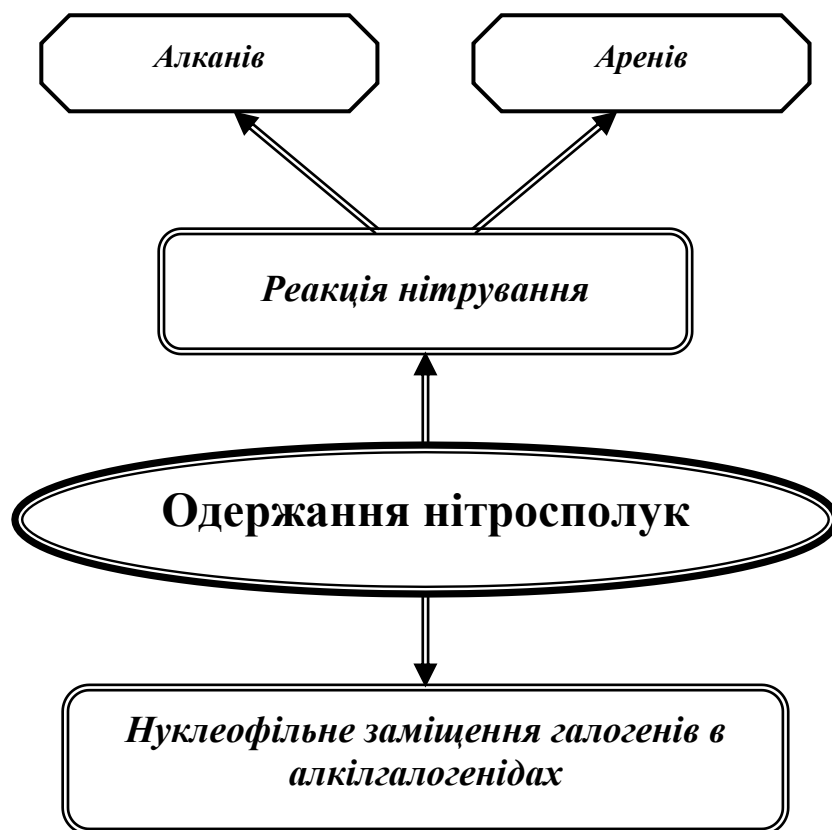 Алканів
Аренів
Реакція нітрування
Одержання нітросполук
Нуклеофільне заміщення галогенів в
алкілгалогенідах